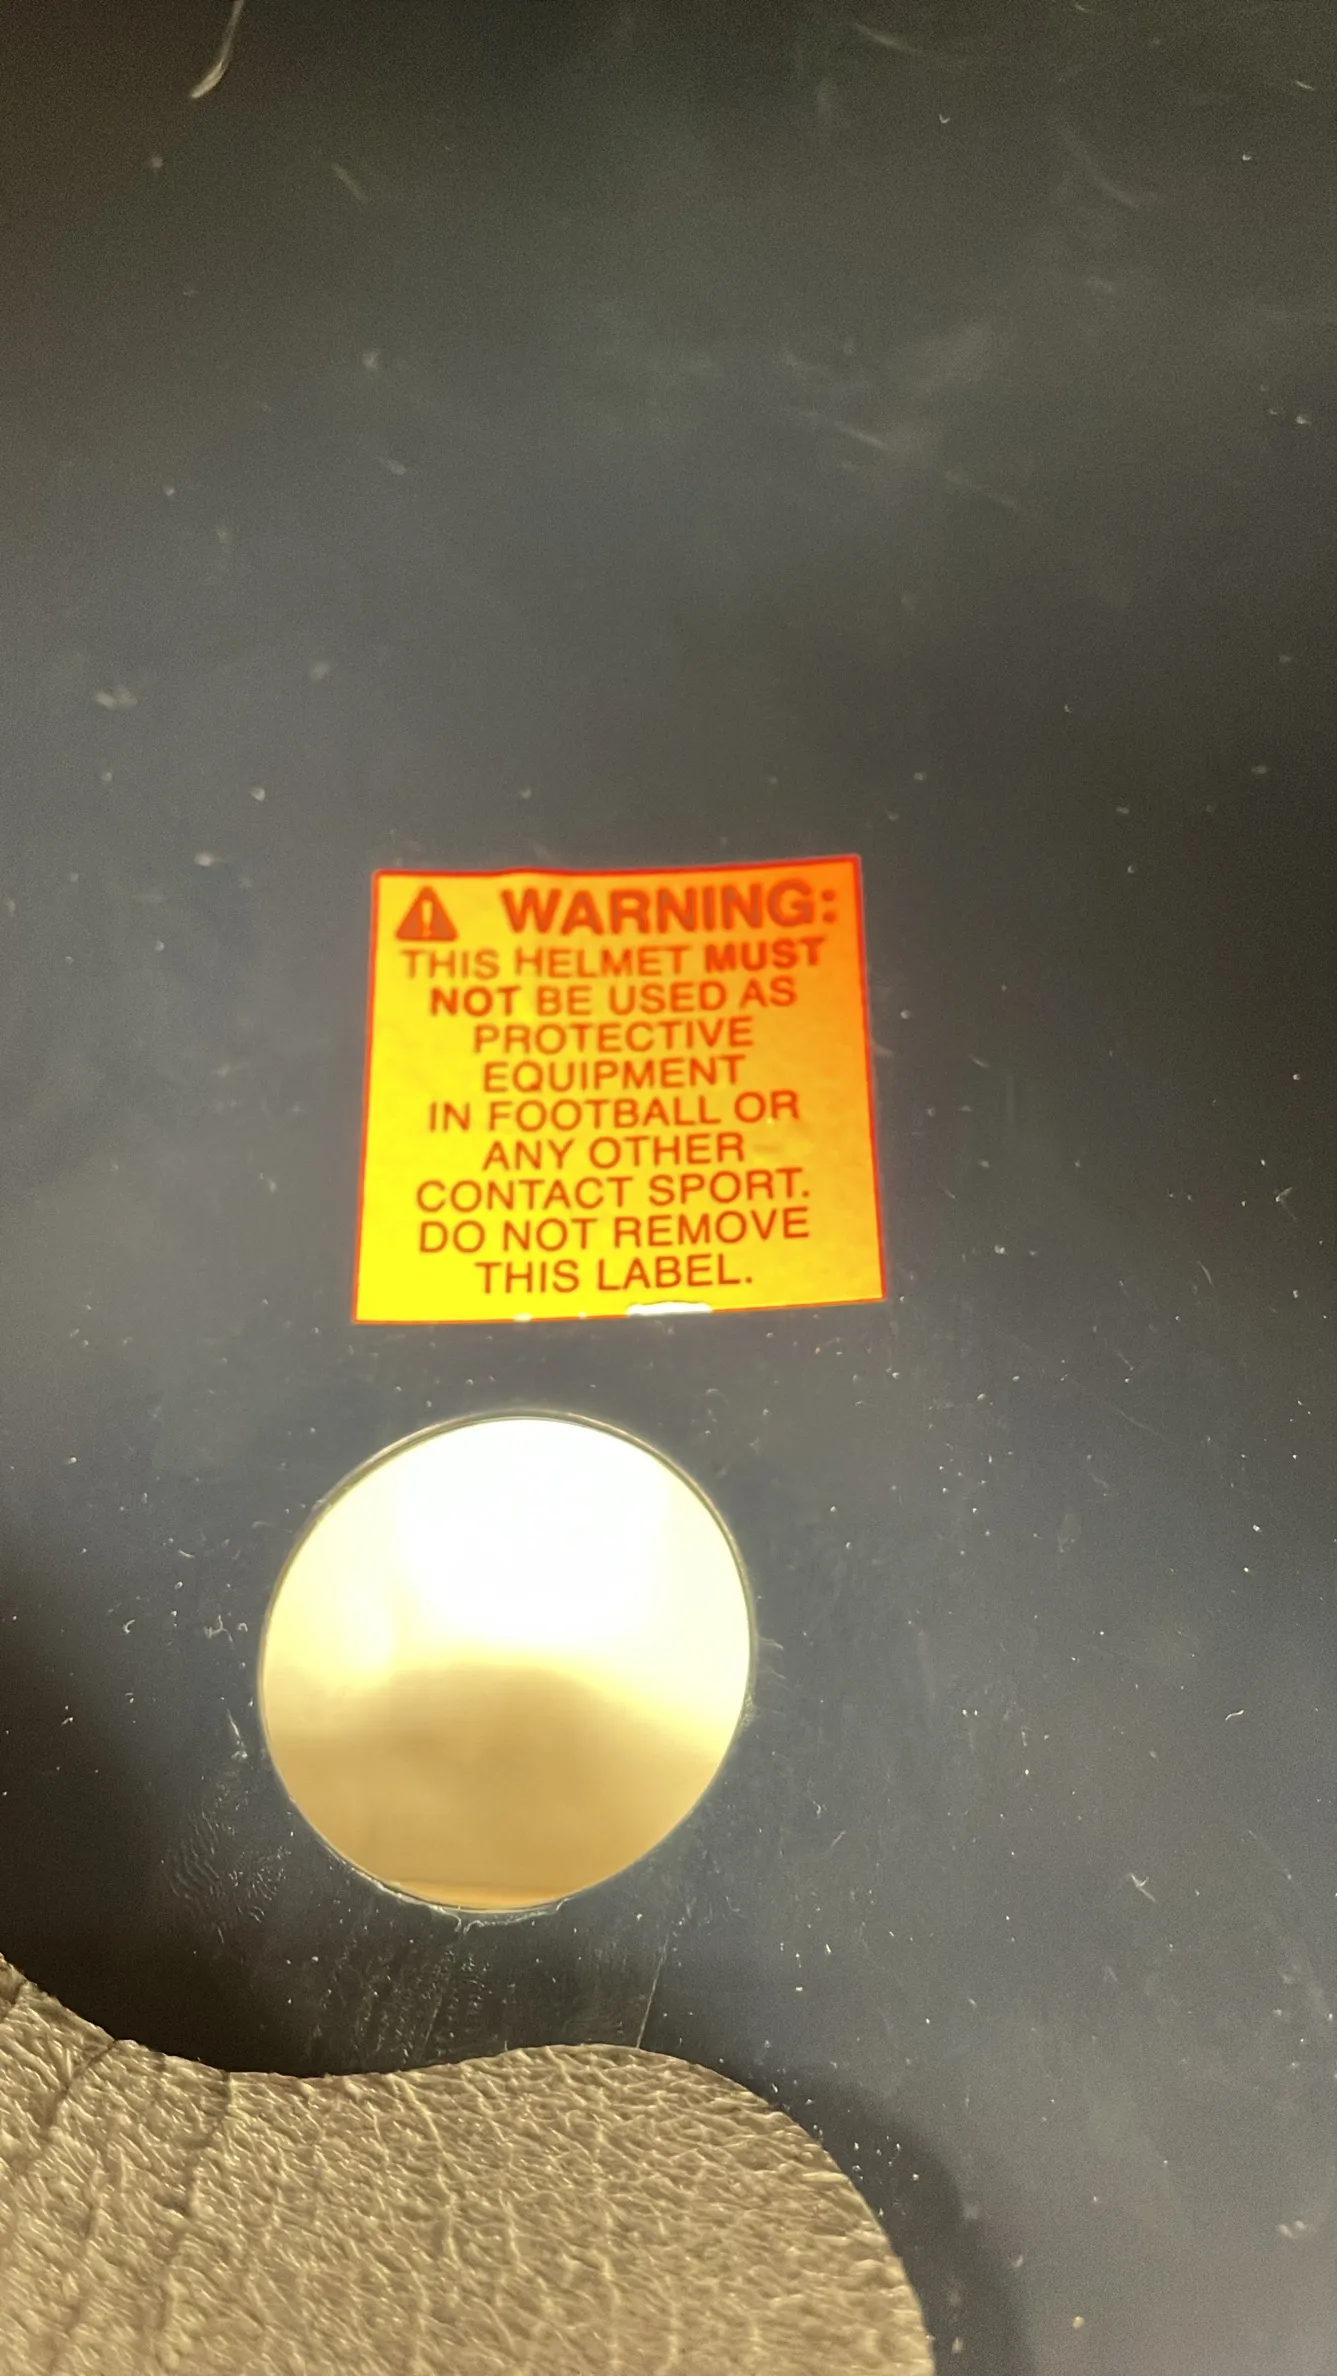 WARNING:
THIS HELMET MUST
NOT BE USED AS
PROTECTIVE
EQUIPMENT
IN FOOTBALL OR
ANY OTHER
CONTACT SPORT.
DO NOT REMOVE
THIS LABEL.